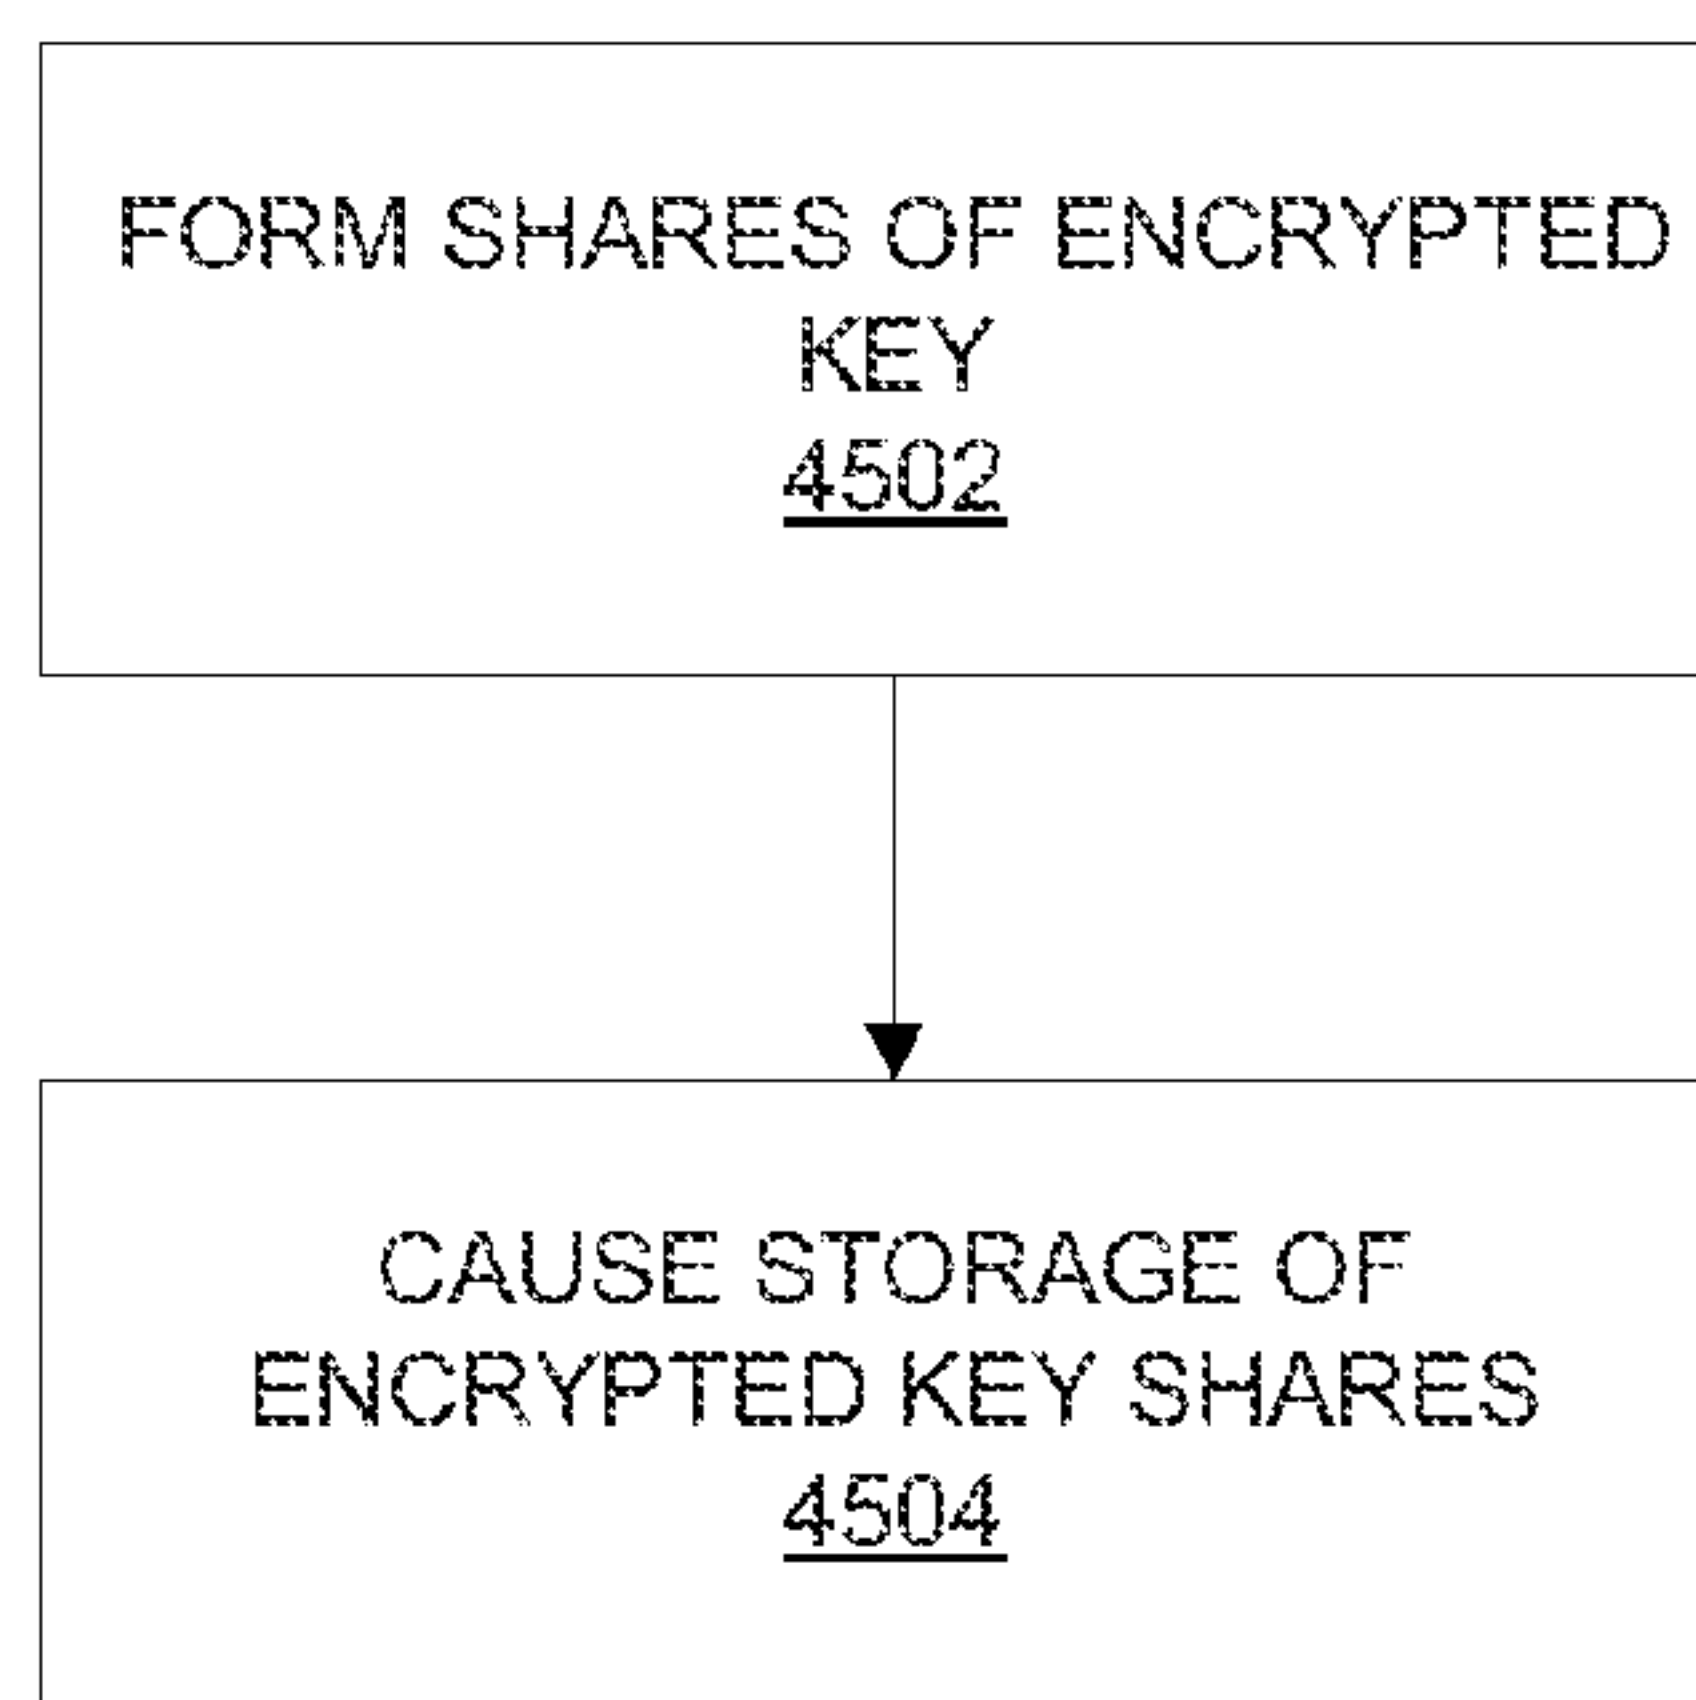 FORM SHARES OF ENCRYPTED
KEY
4502
CAUSE STORAGE OF
ENCRYPTED KEY SHARES
4504